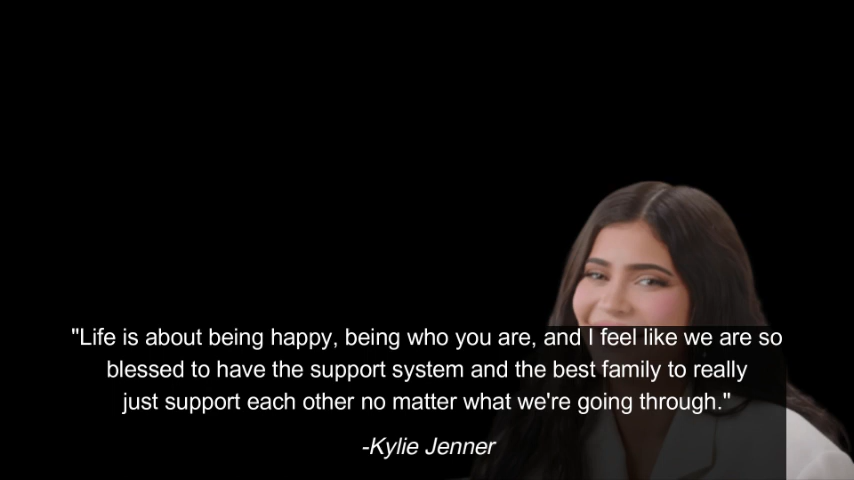 "Life is about being happy, being who you are, and I feel like we are so
blessed to have the support system and the best family to really
just support each other no matter what we're going through."
-Kylie Jenner